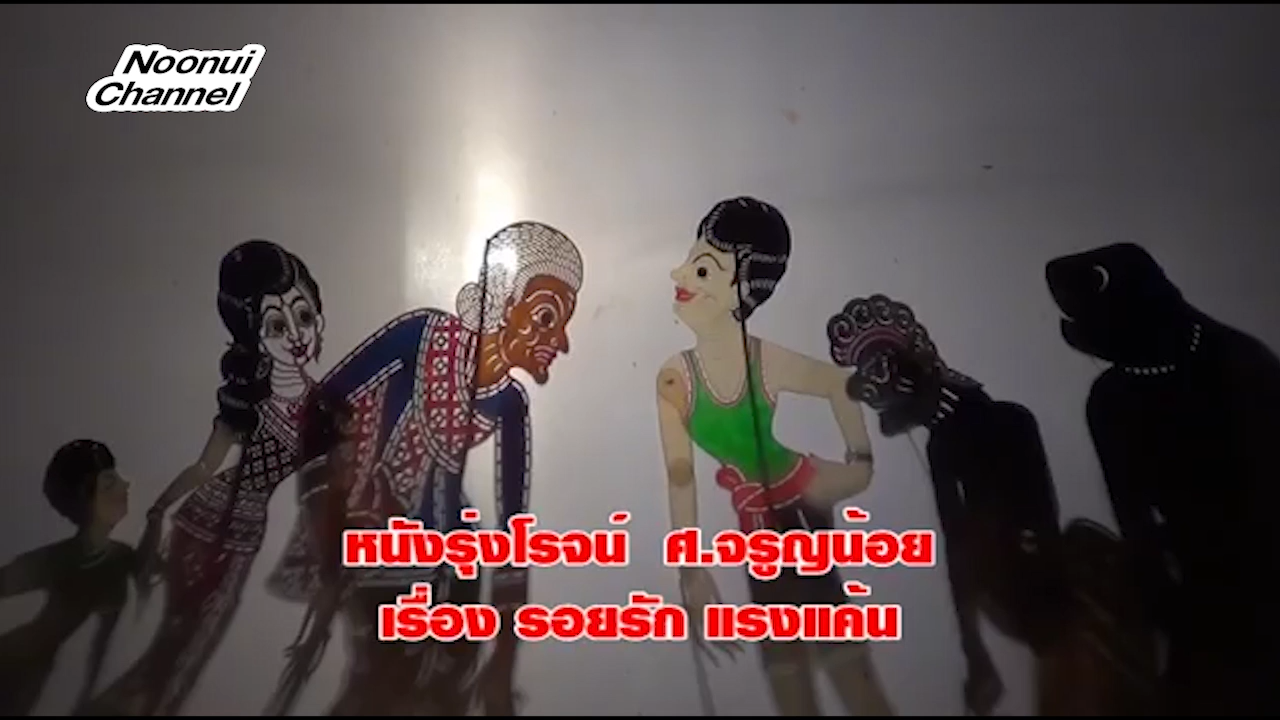 Noonui
Channel
หนังรุ่งโรจน์ ศ.จรูญน้อย
เรื่อง รอยรัก แรงแค้น